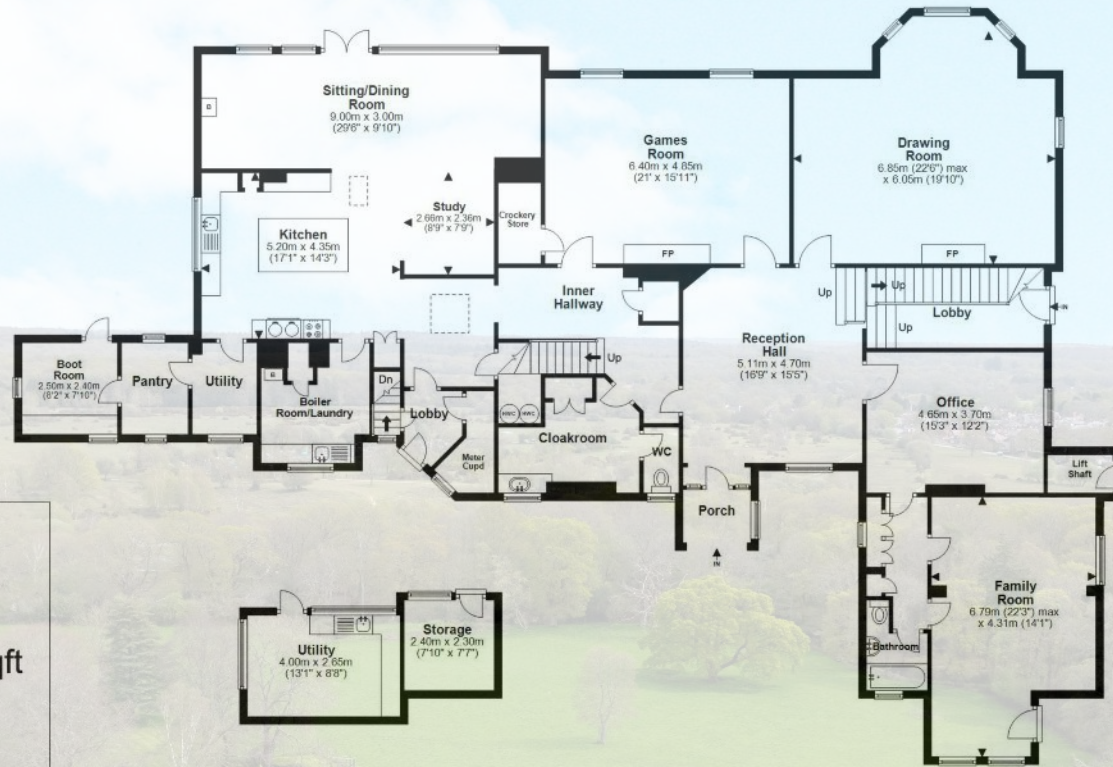 Sitting/Dining
Room
9.00m x 3.00m
(29'6" x 9'10")
Games
Room
6.40m x 4.85m
(21' x 15'11")
Drawing
Room
6.85m (22'6") max
x 6.05m (19'10")
Study
2.66m x 2.36m
(8'9" x 7'9")
Crockery
Store
Kitchen
5.20m x 4.35m
(17'1" x 14'3")
FP
FP
Inner
Hallway
Up
Up
Up
Lobby
IN
Reception
Hall
5.11m x 4.70m
(16'9" x 15'5")
Up
Boot
Room
2.50m x 2.40m
(8'2" x 7'10")
Pantry
Utility
B
B
Boiler
Room/Laundry
Dn
Lobby
HWC
HWC
Meter
Cupd
Cloakroom
WC
Office
4.65m x 3.70m
(15'3" x 12'2")
Lift
Shaft
Porch
IN
Family
Room
6.79m (22'3") max
x 4.31m (14'1")
Bathroom
Utility
4.00m x 2.65m
(13'1" x 8'8")
Storage
2.40m x 2.30m
(7'10" x 7'7")
qft